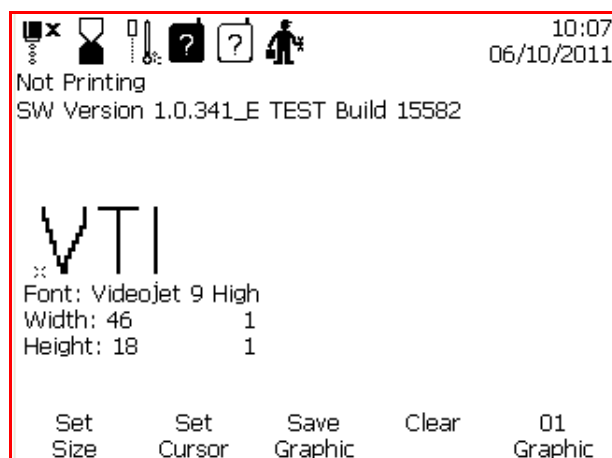 10:07
06/10/2011
Not Printing
SW Version 1.0.341_E TEST Build 15582
VTI
Font: Videojet 9 High
Width: 46 1
Height: 18 1
Set Set Save Clear 01
Size Cursor Graphic Graphic